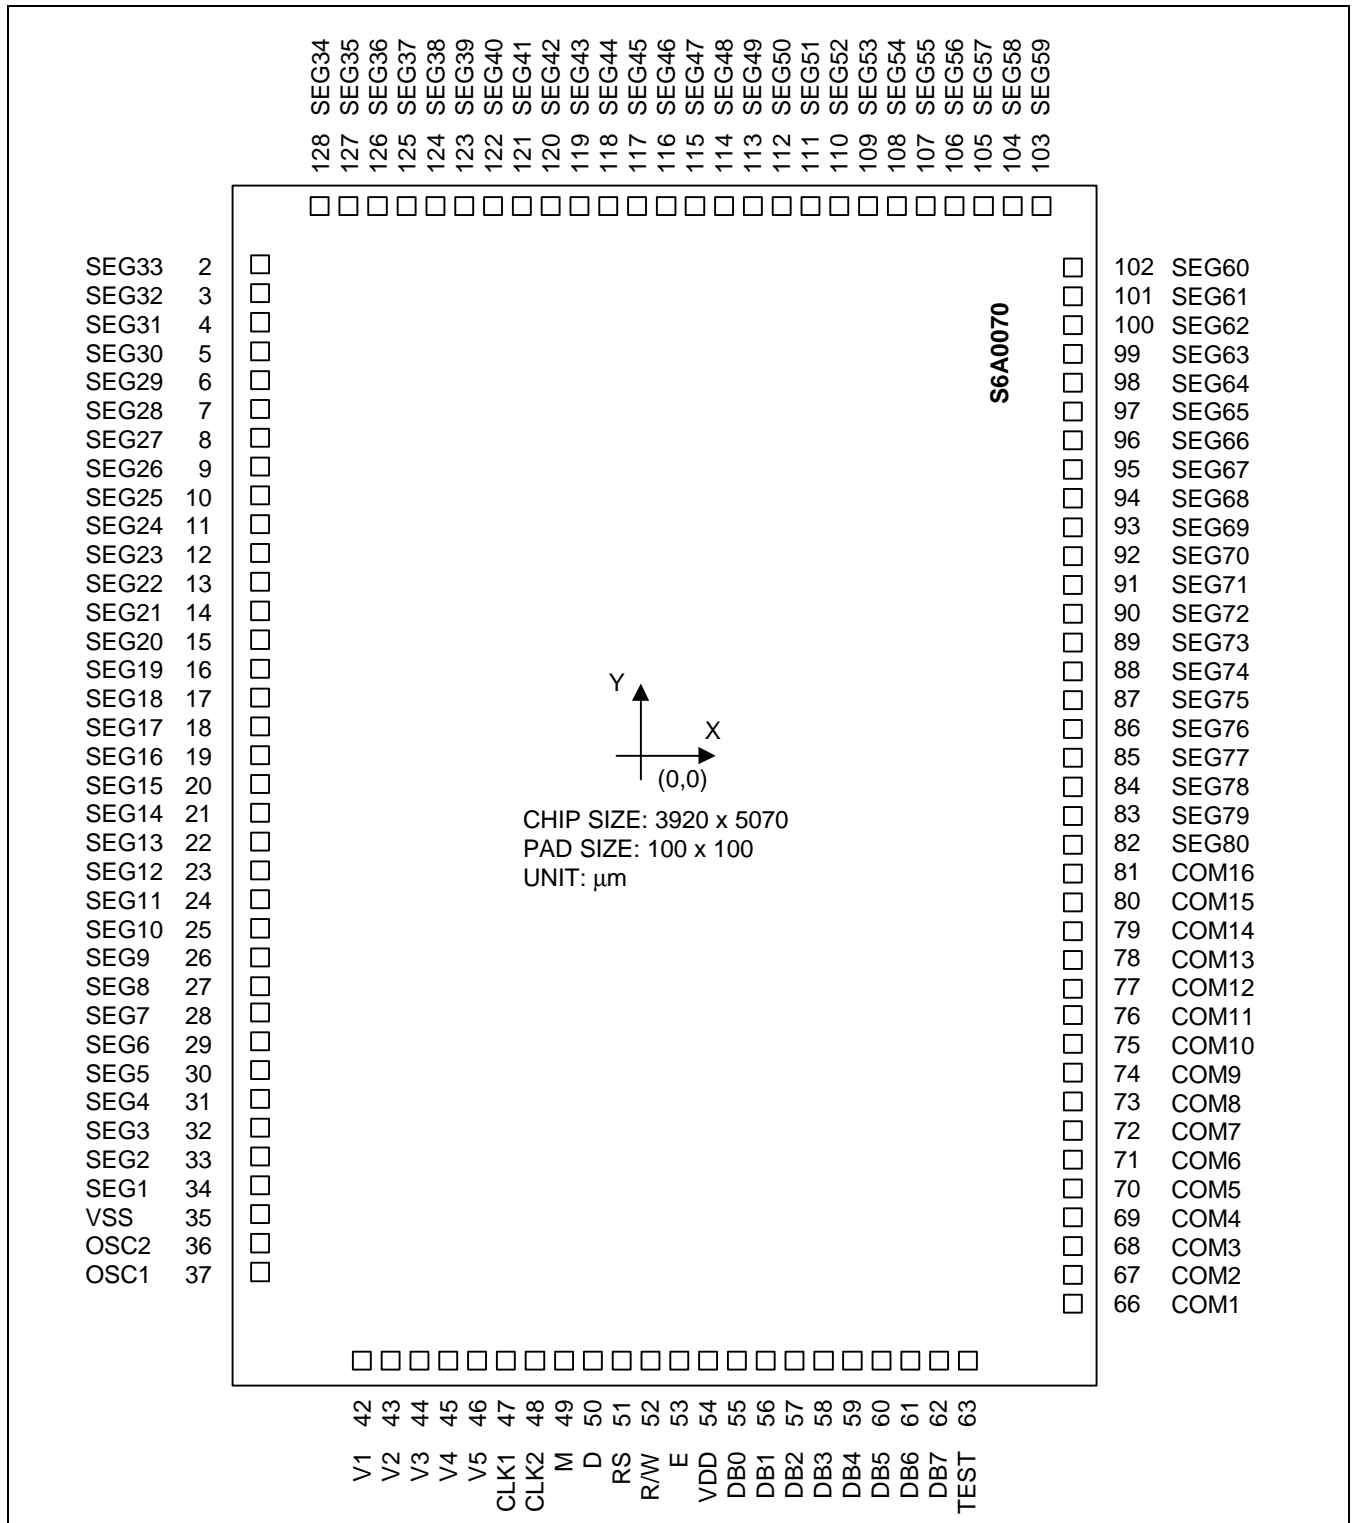 128 SEG34
127 SEG35
126 SEG36
125 SEG37
124 SEG38
123 SEG39
122 SEG40
121 SEG41
120 SEG42
119 SEG43
118 SEG44
117 SEG45
116 SEG46
115 SEG47
114 SEG48
113 SEG49
112 SEG50
111 SEG51
110 SEG52
109 SEG53
108 SEG54
107 SEG55
106 SEG56
105 SEG57
104 SEG58
103 SEG59
SEG33 2
SEG32 3
SEG31 4
SEG30 5
SEG29 6
SEG28 7
SEG27 8
SEG26 9
SEG25 10
SEG24 11
SEG23 12
SEG22 13
SEG21 14
SEG20 15
SEG19 16
SEG18 17
SEG17 18
SEG16 19
SEG15 20
SEG14 21
SEG13 22
SEG12 23
SEG11 24
SEG10 25
SEG9 26
SEG8 27
SEG7 28
SEG6 29
SEG5 30
SEG4 31
SEG3 32
SEG2 33
SEG1 34
VSS 35
OSC2 36
OSC1 37
S6A0070
Y
X
(0,0)
CHIP SIZE: 3920 x 5070
PAD SIZE: 100 x 100
UNIT: μm
102 SEG60
101 SEG61
100 SEG62
99 SEG63
98 SEG64
97 SEG65
96 SEG66
95 SEG67
94 SEG68
93 SEG69
92 SEG70
91 SEG71
90 SEG72
89 SEG73
88 SEG74
87 SEG75
86 SEG76
85 SEG77
84 SEG78
83 SEG79
82 SEG80
81 COM16
80 COM15
79 COM14
78 COM13
77 COM12
76 COM11
75 COM10
74 COM9
73 COM8
72 COM7
71 COM6
70 COM5
69 COM4
68 COM3
67 COM2
66 COM1
V1 42
V2 43
V3 44
V4 45
V5 46
CLK1 47
CLK2 48
M 49
D 50
RS 51
R/W 52
E 53
VDD 54
DB0 55
DB1 56
DB2 57
DB3 58
DB4 59
DB5 60
DB6 61
DB7 62
TEST 63